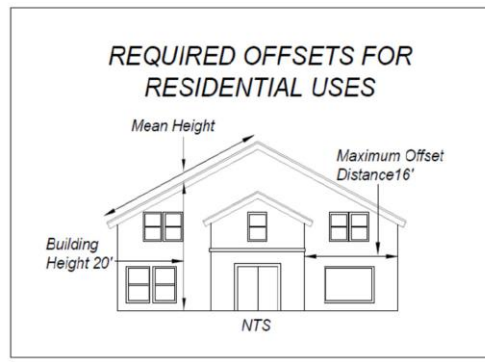 REQUIRED OFFSETS FOR
RESIDENTIAL USES
Mean Height
Maximum Offset
Distance16'
Building
Height 20'
NTS